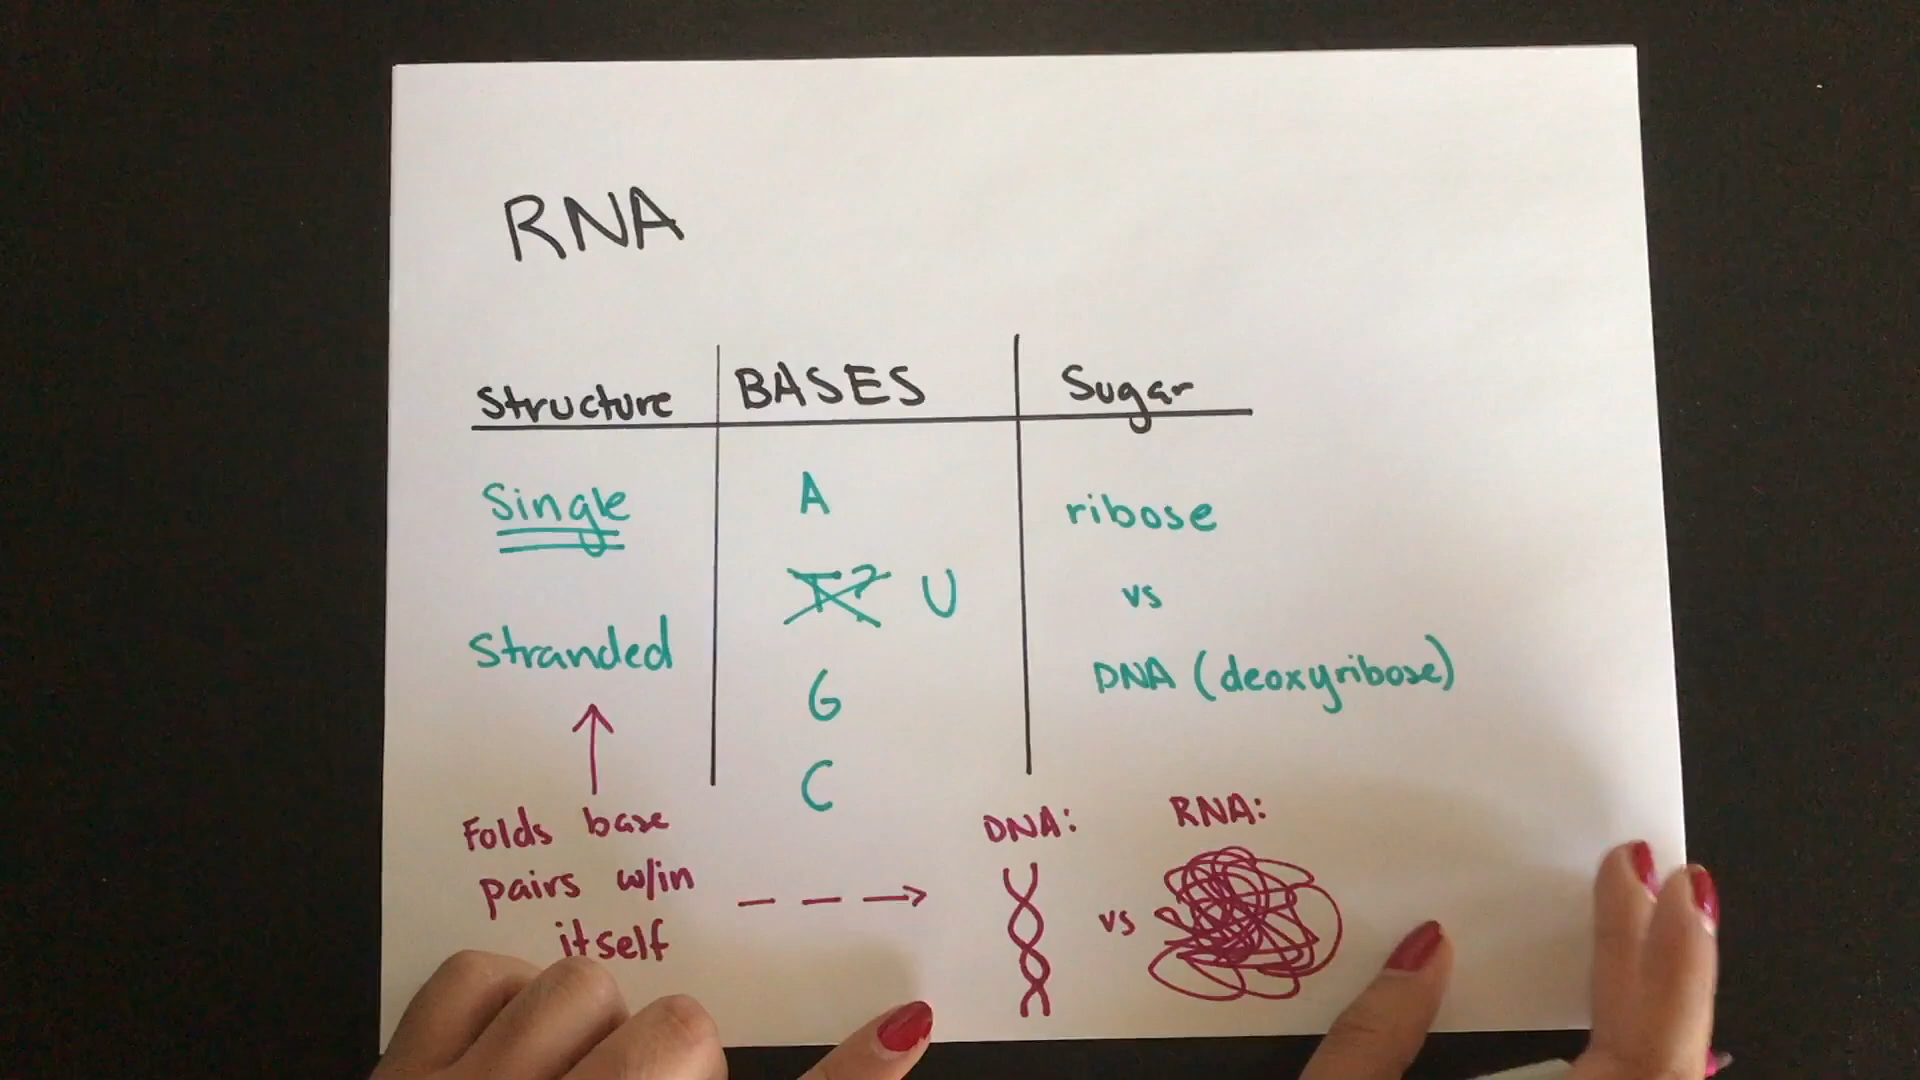 RNA
Structure BASES Sugar
Single
Stranded
A
T? U
G
C
ribose
vs
DNA (deoxyribose)
Folds base
pairs w/in
itself
DNA: vs RNA: